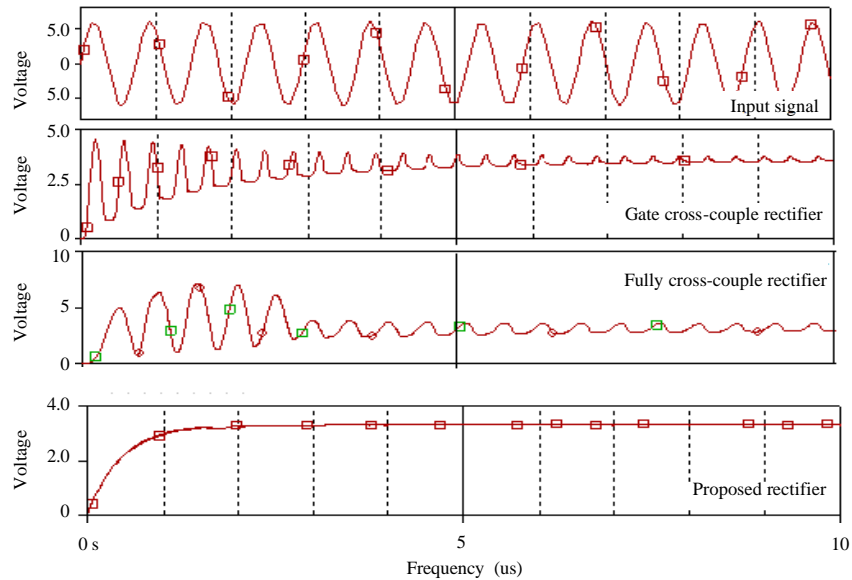 Voltage
5.0
0
5.0
Input signal
Voltage
5.0
2.5
0
Gate cross-couple rectifier
Voltage
10
5
0
Fully cross-couple rectifier
Voltage
4.0
2.0
0
Proposed rectifier
0 s
5
10
Frequency (us)